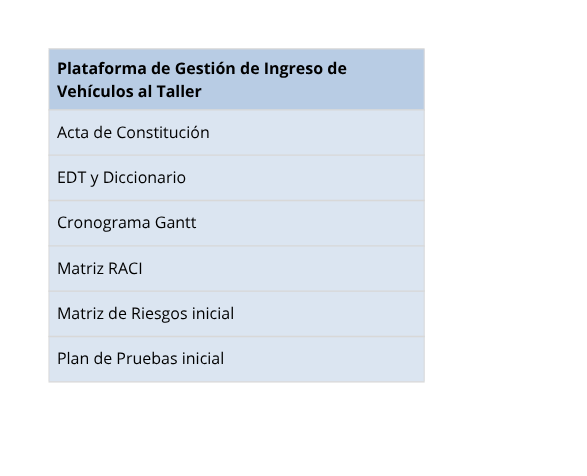 Plataforma de Gestión de Ingreso de
Vehículos al Taller
Acta de Constitución
EDT y Diccionario
Cronograma Gantt
Matriz RACI
Matriz de Riesgos inicial
Plan de Pruebas inicial